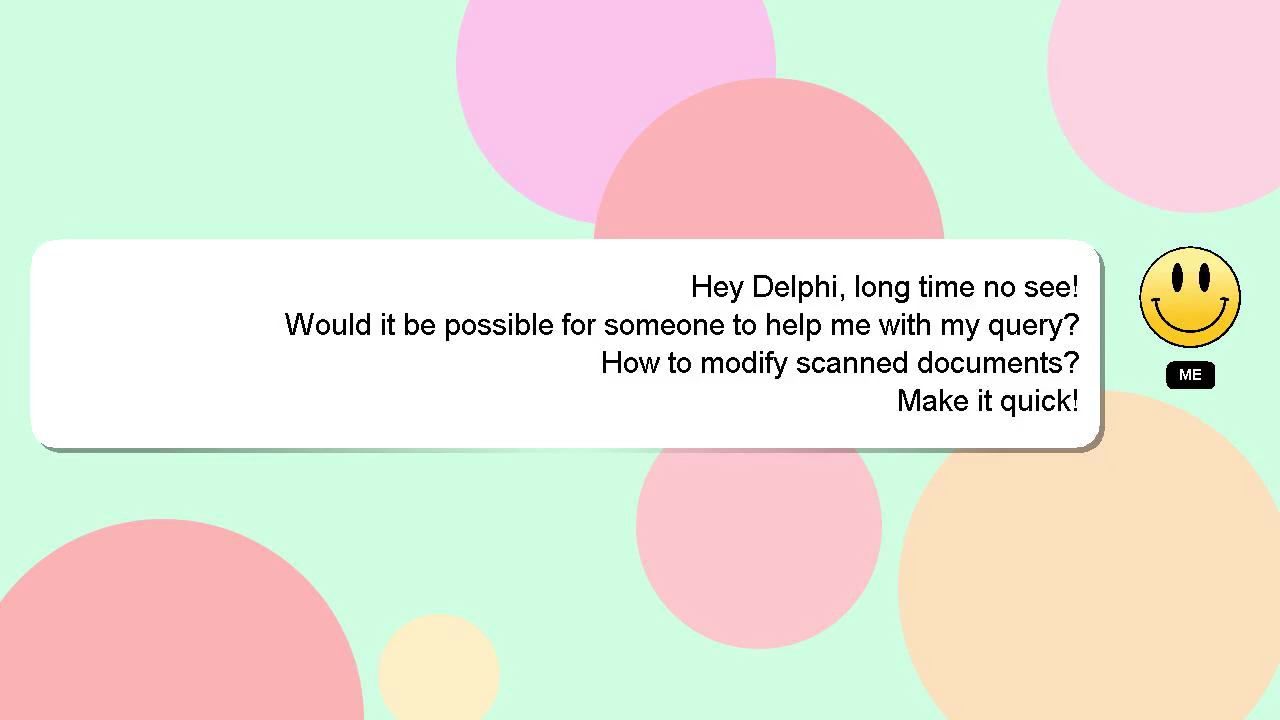 Hey Delphi, long time no see!
Would it be possible for someone to help me with my query?
How to modify scanned documents?
Make it quick!
ME